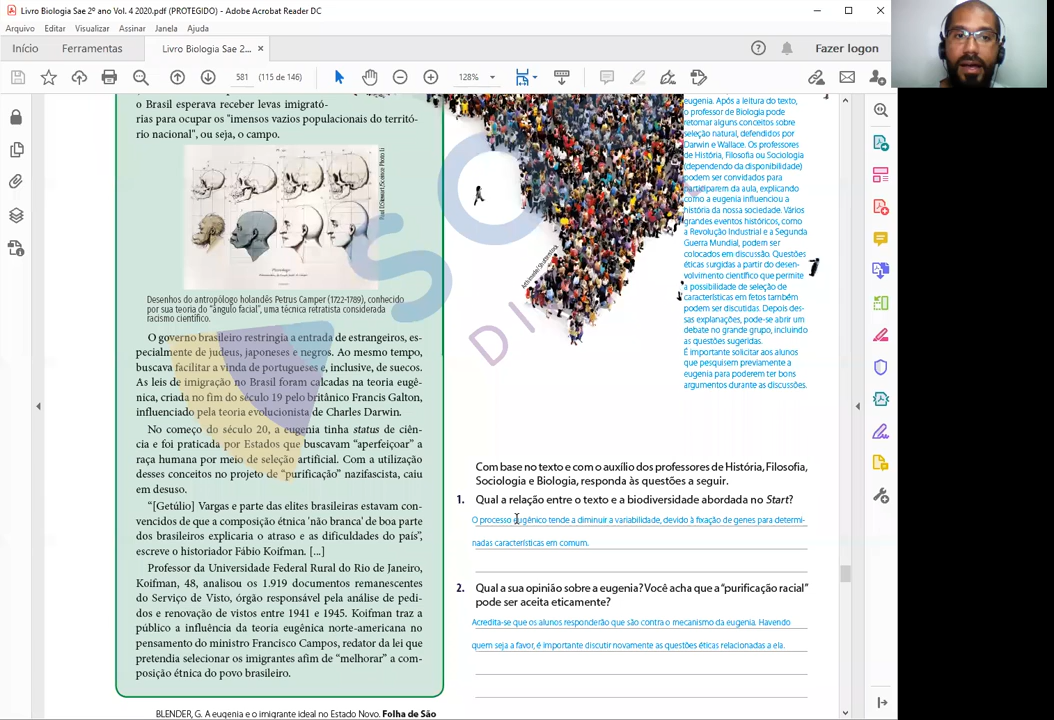 Livro Biologia Sae 2º ano Vol. 4 2020.pdf (PROTEGIDO) - Adobe Acrobat Reader DC
Arquivo Editar Visualizar Assinar Janela Ajuda
Início Ferramentas Livro Biologia Sae 2... × Fazer logon
581 (115 de 146) 128%
o Brasil esperava receber levas imigrató-
rias para ocupar os "imensos vazios populacionais do territó-
rio nacional", ou seja, o campo.
Desenhos do antropólogo holandês Petrus Camper (1722-1789), conhecido
por sua teoria do "ângulo facial", uma técnica retratista considerada
racismo científico.
O governo brasileiro restringia a entrada de estrangeiros, es-
pecialmente de judeus, japoneses e negros. Ao mesmo tempo,
buscava facilitar a vinda de portugueses e, inclusive, de suecos.
As leis de imigração no Brasil foram calcadas na teoria eugê-
nica, criada no fim do século 19 pelo britânico Francis Galton,
influenciado pela teoria evolucionista de Charles Darwin.
No começo do século 20, a eugenia tinha status de ciên-
cia e foi praticada por Estados que buscavam "aperfeiçoar" a
raça humana por meio de seleção artificial. Com a utilização
desses conceitos no projeto de "purificação" nazifascista, caiu
em desuso.
"[Getúlio] Vargas e parte das elites brasileiras estavam con-
vencidos de que a composição étnica 'não branca' de boa parte
dos brasileiros explicaria o atraso e as dificuldades do país",
escreve o historiador Fábio Koifman. [...]
Professor da Universidade Federal Rural do Rio de Janeiro,
Koifman, 48, analisou os 1.919 documentos remanescentes
do Serviço de Visto, órgão responsável pela análise de pedi-
dos e renovação de vistos entre 1941 e 1945. Koifman traz a
público a influência da teoria eugênica norte-americana no
pensamento do ministro Francisco Campos, redator da lei que
pretendia selecionar os imigrantes afim de "melhorar" a com-
posição étnica do povo brasileiro.
BLENDER, G. A eugenia e o imigrante ideal no Estado Novo. Folha de São
eugenia. Após a leitura do texto,
o professor de Biologia pode
retomar alguns conceitos sobre
seleção natural, defendidos por
Darwin e Wallace. Os professores
de História, Filosofia ou Sociologia
(dependendo da disponibilidade)
podem ser convidados para
participarem da aula, explicando
como a eugenia influenciou a
história da nossa sociedade. Vários
grandes eventos históricos, como
a Revolução Industrial e a Segunda
Guerra Mundial, podem ser
colocados em discussão. Questões
éticas surgidas a partir do desen-
volvimento científico que permite
a possibilidade de seleção de
características em fetos também
podem ser discutidas. Depois des-
sas explanações, pode-se abrir um
debate no grande grupo, incluindo
as questões sugeridas.
É importante solicitar aos alunos
que pesquisem previamente a
eugenia para poderem ter bons
argumentos durante as discussões.
Com base no texto e com o auxílio dos professores de História, Filosofia,
Sociologia e Biologia, responda às questões a seguir.
1. Qual a relação entre o texto e a biodiversidade abordada no Start?
O processo eugênico tende a diminuir a variabilidade, devido à fixação de genes para determi-
nadas características em comum.
2. Qual a sua opinião sobre a eugenia? Você acha que a "purificação racial"
pode ser aceita eticamente?
Acredita-se que os alunos responderão que são contra o mecanismo da eugenia. Havendo
quem seja a favor, é importante discutir novamente as questões éticas relacionadas a ela.